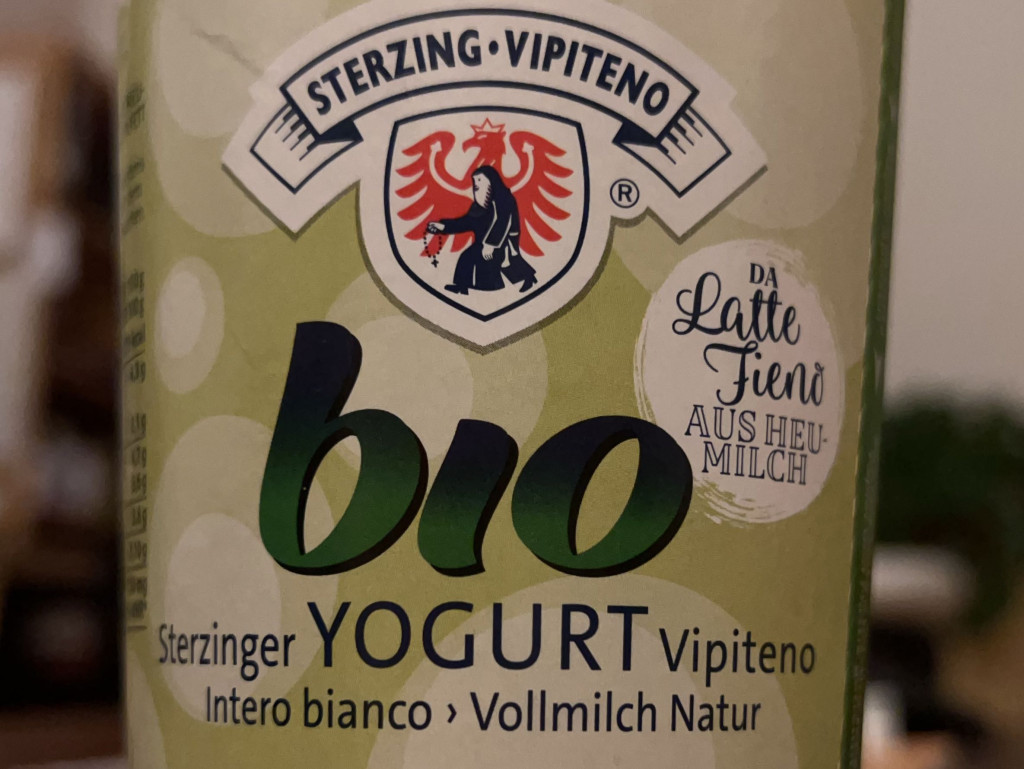 STERZING • VIPITENO
®
DA
Latte
Fieno
AUS HEU-
MILCH
bio
Sterzinger YOGURT Vipiteno
Intero bianco › Vollmilch Natur